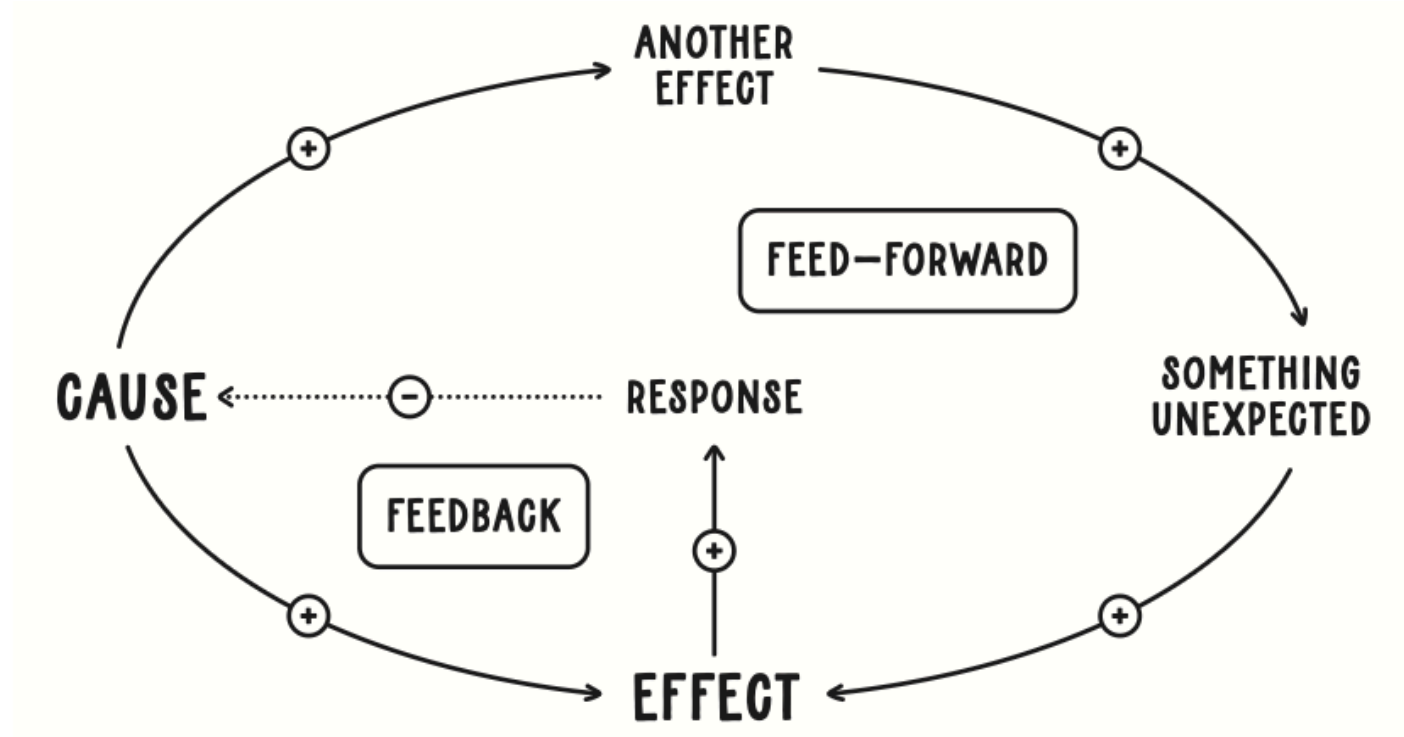 ANOTHER
EFFECT
+
+
FEED–FORWARD
CAUSE
-
RESPONSE
SOMETHING
UNEXPECTED
FEEDBACK
+
+
+
EFFECT